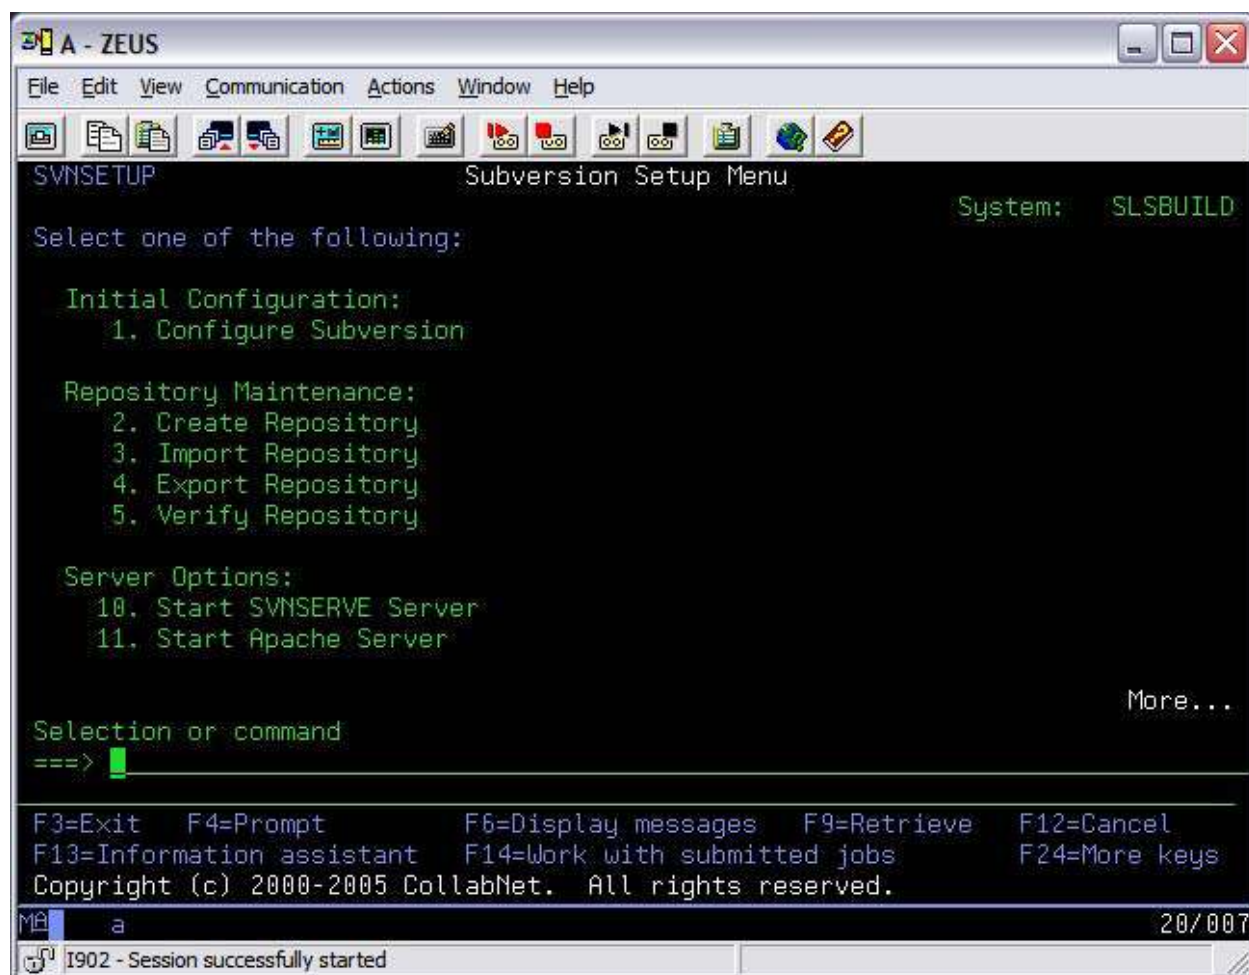 A - ZEUS
File Edit View Communication Actions Window Help
SVNSETUP Subversion Setup Menu
System: SLSBUILD
Select one of the following:
Initial Configuration:
1. Configure Subversion
Repository Maintenance:
2. Create Repository
3. Import Repository
4. Export Repository
5. Verify Repository
Server Options:
10. Start SVNSERVE Server
11. Start Apache Server
More...
Selection or command
===>
F3=Exit F4=Prompt F6=Display messages F9=Retrieve F12=Cancel
F13=Information assistant F14=Work with submitted jobs F24=More keys
Copyright (c) 2000-2005 CollabNet. All rights reserved.
MA a 20/007
I902 - Session successfully started